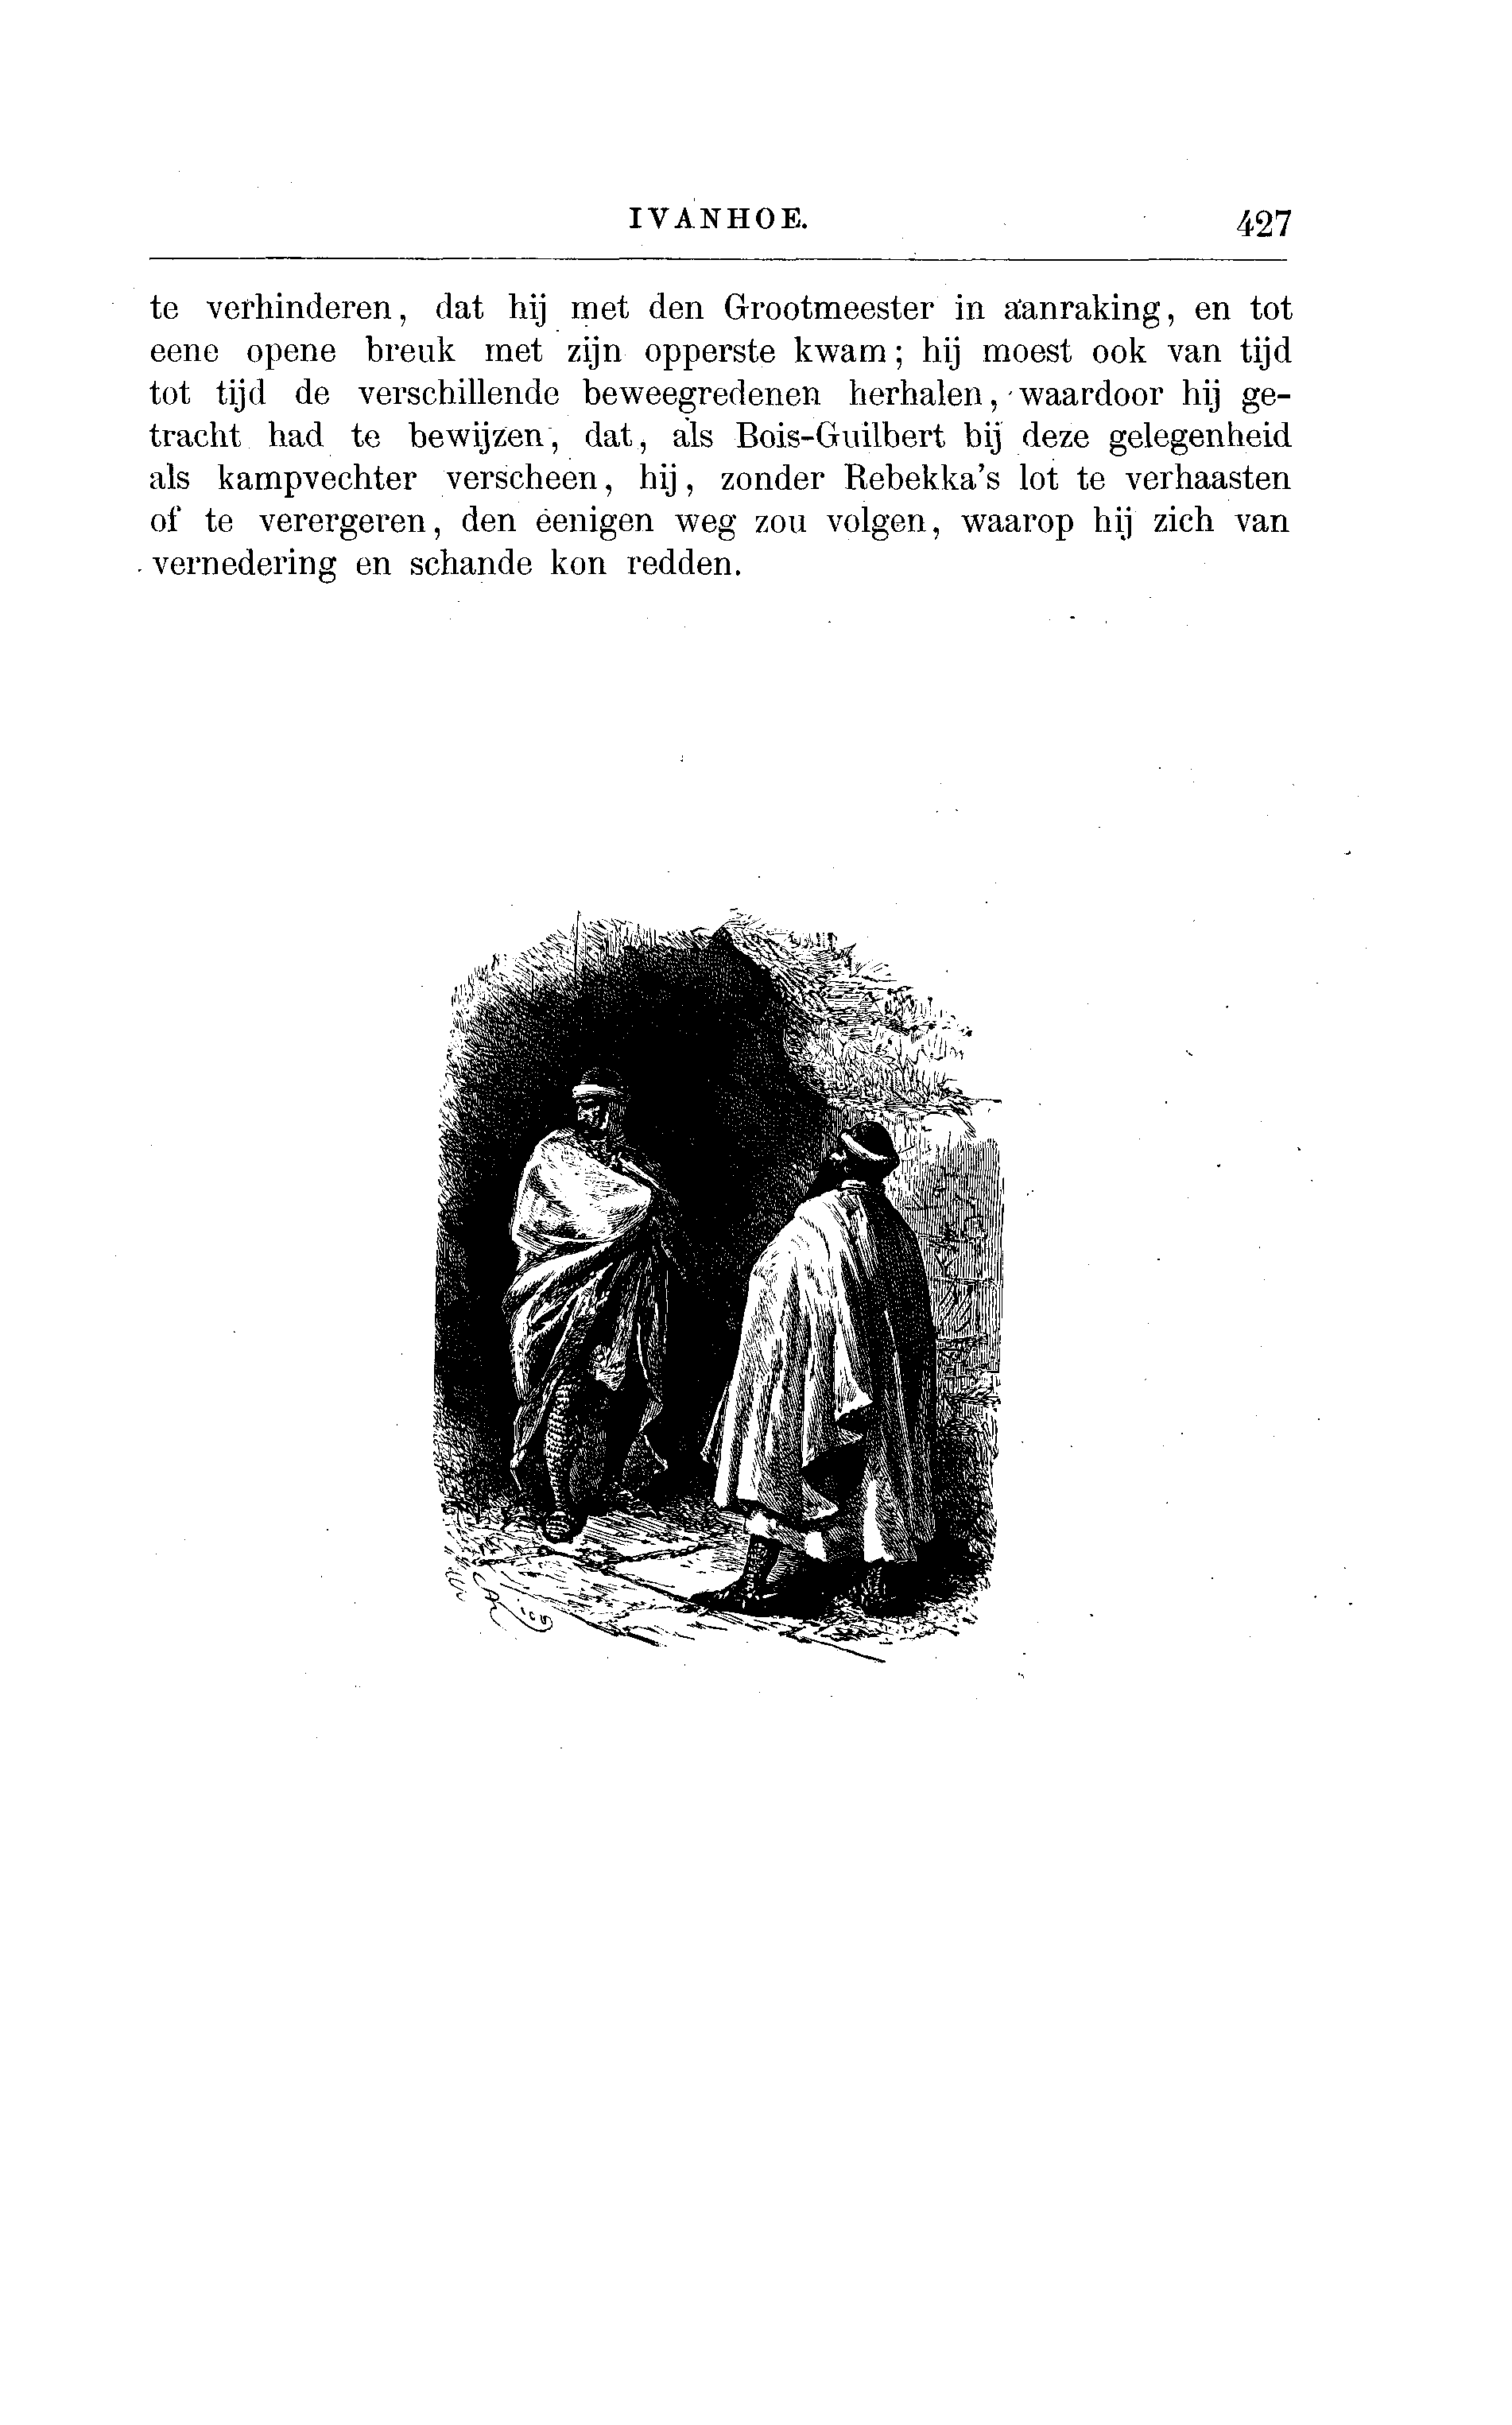 IVANHOE. 427
te verhinderen, dat hij met den Grootmeester in aanraking, en tot
eene opene breuk met zijn opperste kwam; hij moest ook van tijd
tot tijd de verschillende beweegredenen herhalen, waardoor hij ge-
tracht had te bewijzen, dat, als Bois-Guilbert bij deze gelegenheid
als kampvechter verscheen, hij, zonder Rebekka's lot te verhaasten
of te verergeren, den eenigen weg zou volgen, waarop hij zich van
vernedering en schande kon redden.